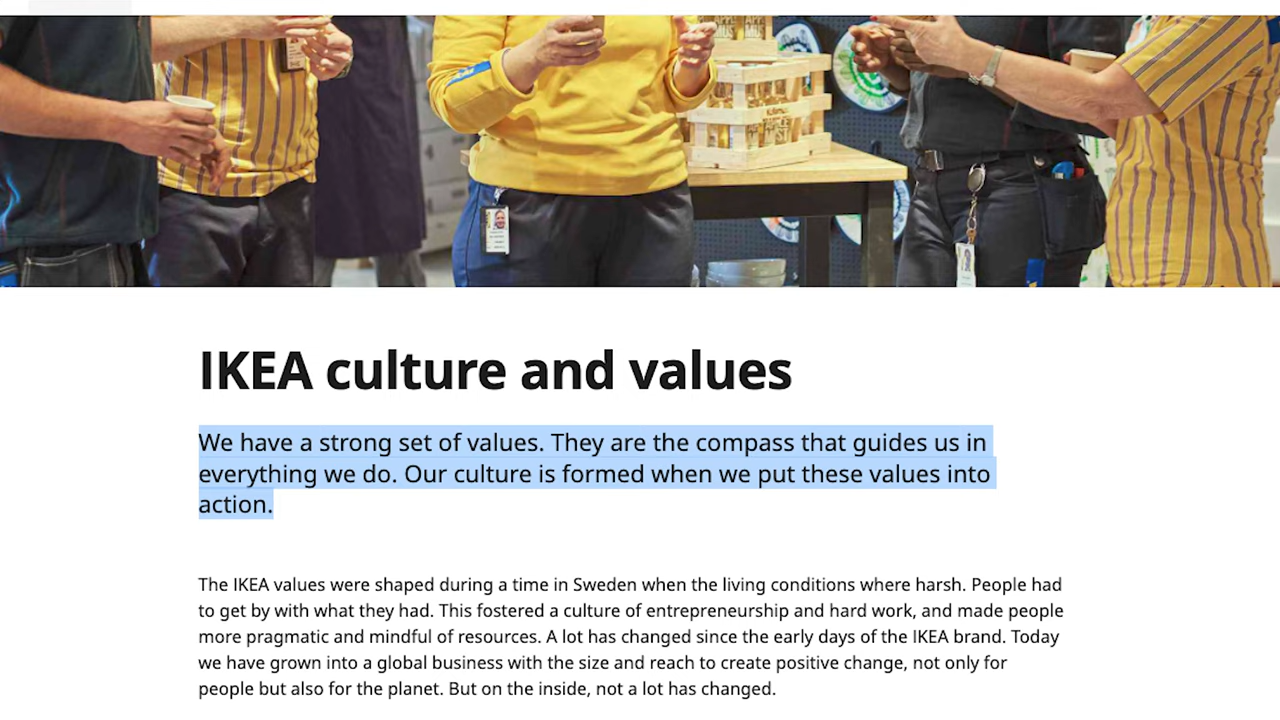 IKEA culture and values
We have a strong set of values. They are the compass that guides us in
everything we do. Our culture is formed when we put these values into
action.
The IKEA values were shaped during a time in Sweden when the living conditions where harsh. People had
to get by with what they had. This fostered a culture of entrepreneurship and hard work, and made people
more pragmatic and mindful of resources. A lot has changed since the early days of the IKEA brand. Today
we have grown into a global business with the size and reach to create positive change, not only for
people but also for the planet. But on the inside, not a lot has changed.